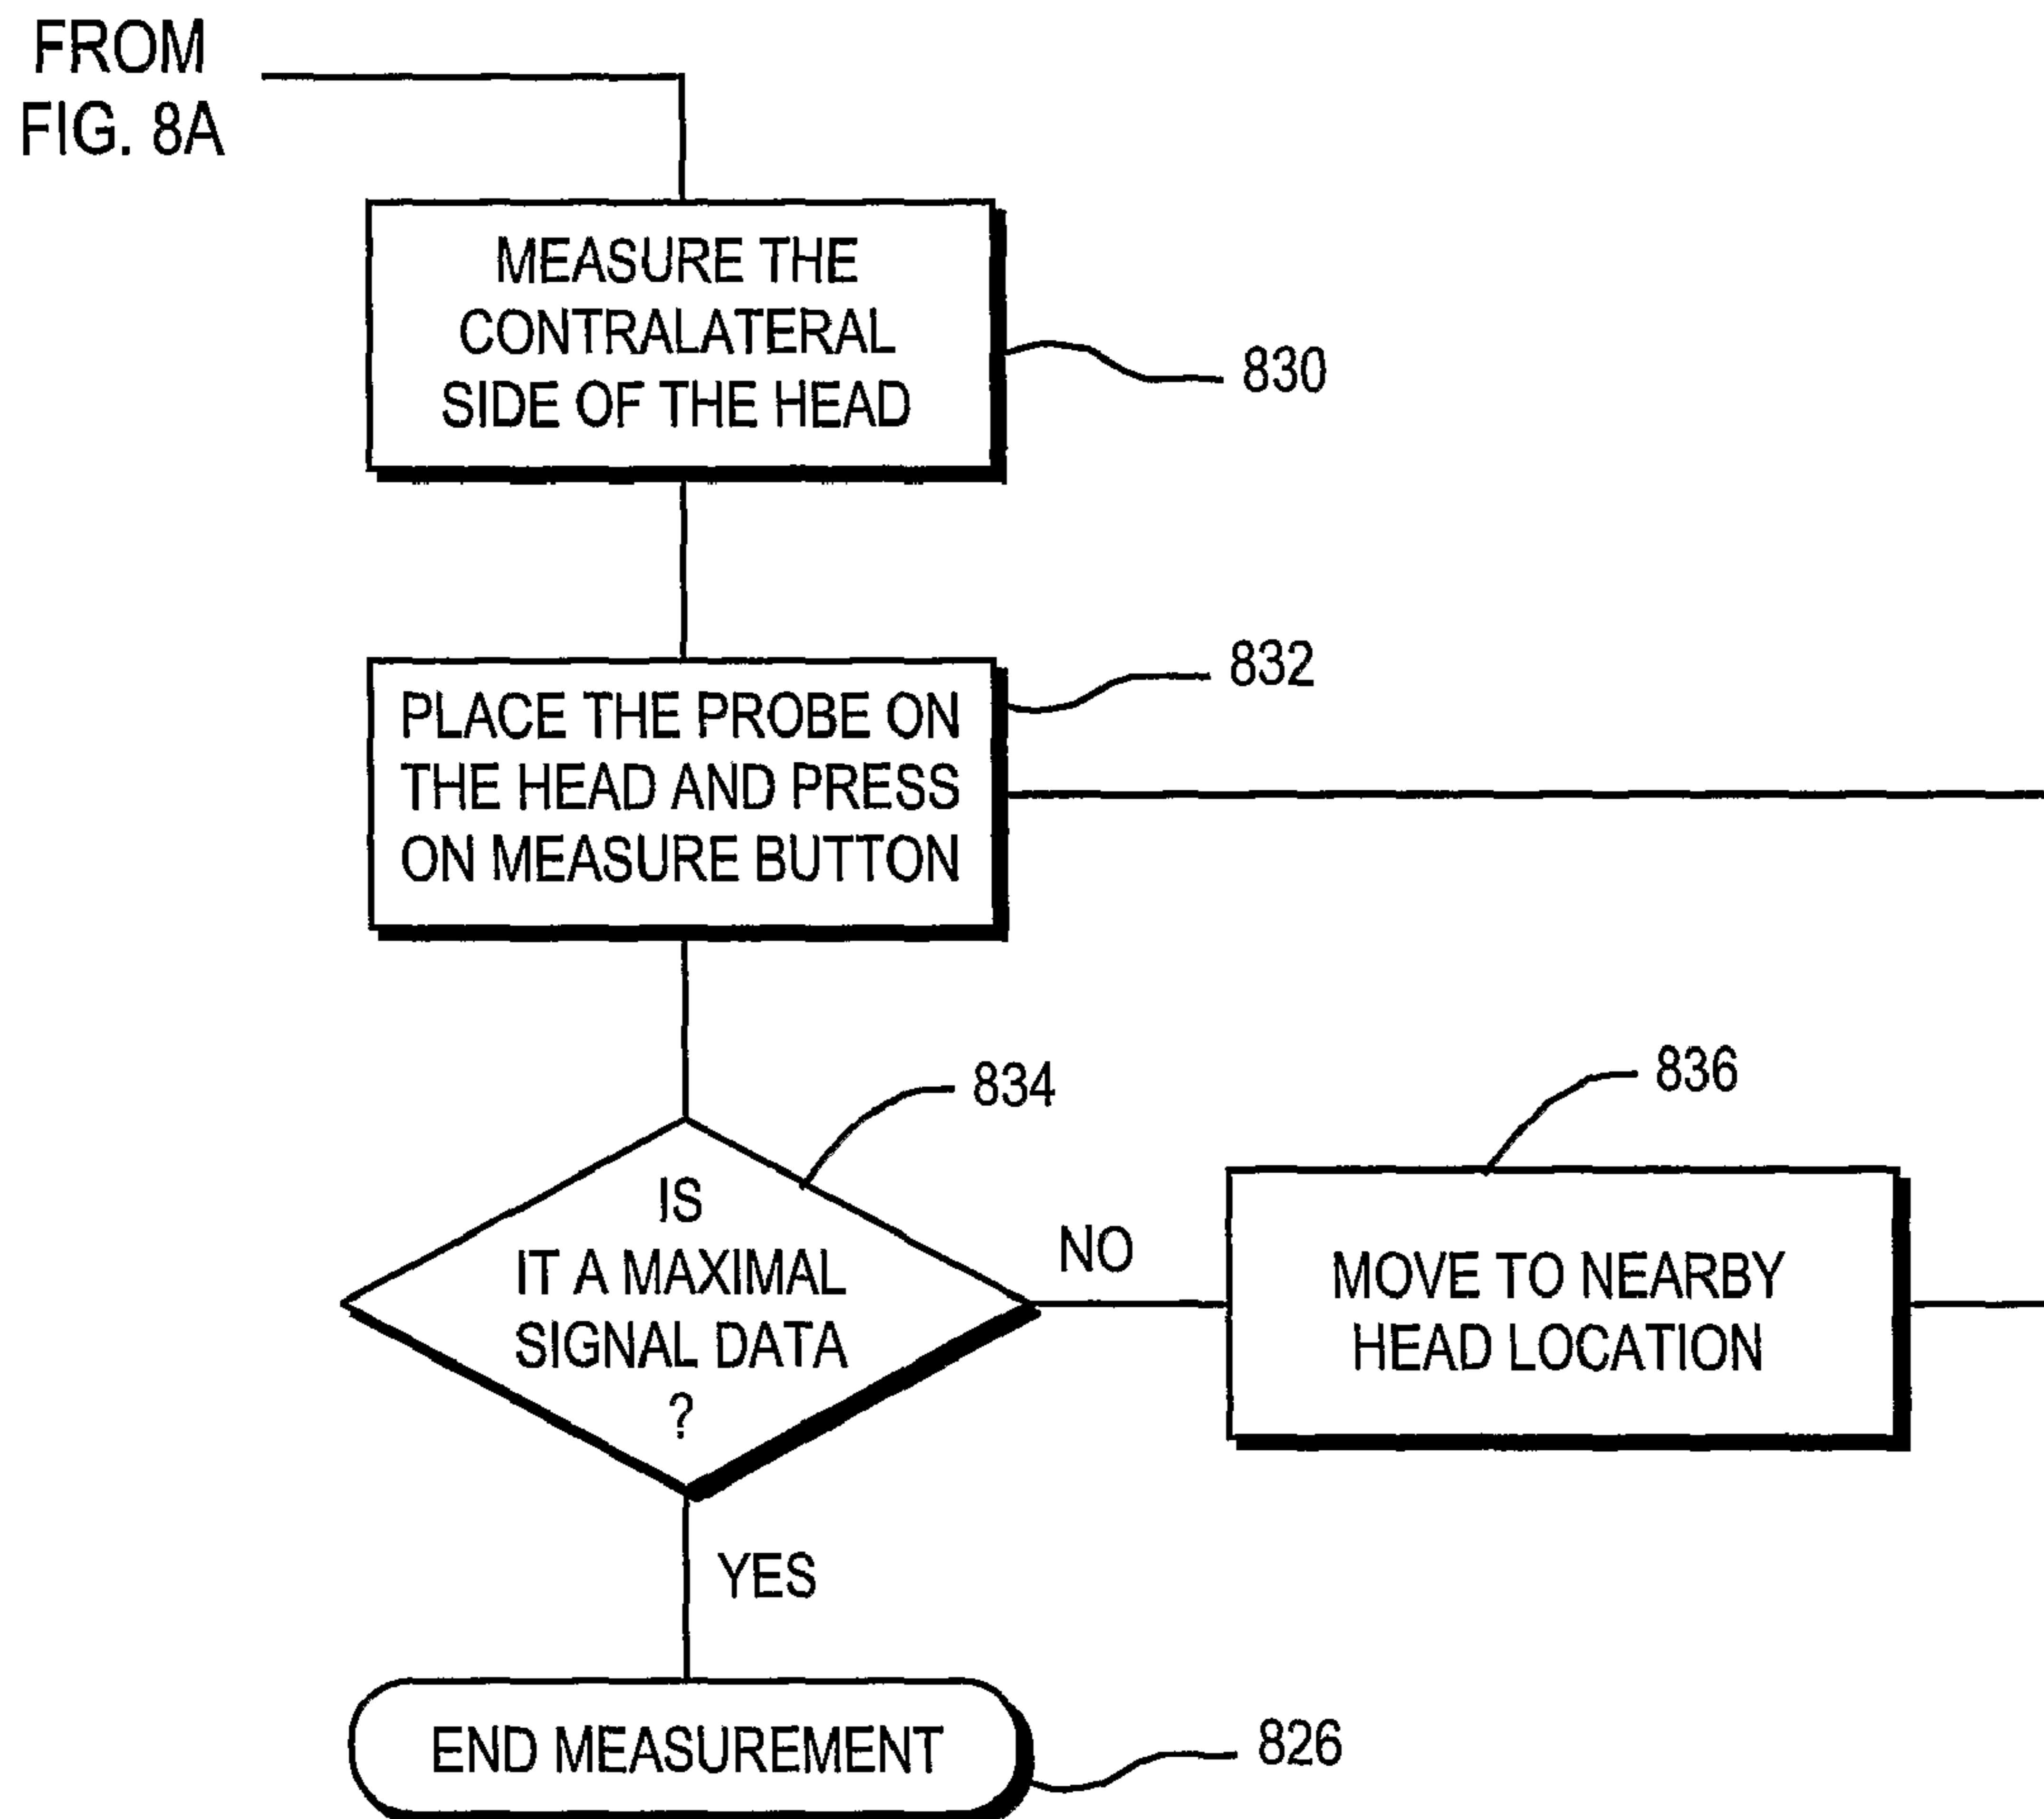 FROM
FIG. 8A
MEASURE THE
CONTRALATERAL
SIDE OF THE HEAD
830
PLACE THE PROBE ON
THE HEAD AND PRESS
ON MEASURE BUTTON
832
IS
IT A MAXIMAL
SIGNAL DATA
?
834
NO
MOVE TO NEARBY
HEAD LOCATION
836
YES
END MEASUREMENT
826